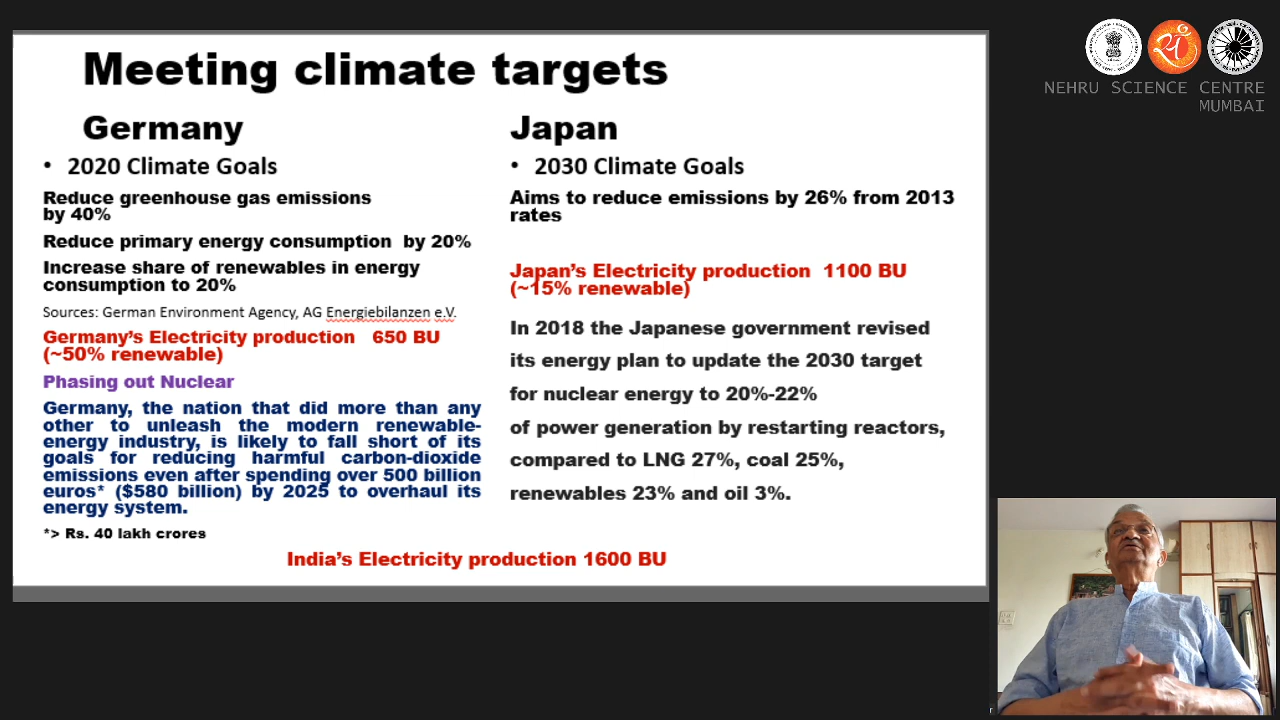 Meeting climate targets
Germany
• 2020 Climate Goals
Reduce greenhouse gas emissions
by 40%
Reduce primary energy consumption by 20%
Increase share of renewables in energy
consumption to 20%
Sources: German Environment Agency, AG Energiebilanzen e.V.
Germany's Electricity production 650 BU
(~50% renewable)
Phasing out Nuclear
Germany, the nation that did more than any
other to unleash the modern renewable-
energy industry, is likely to fall short of its
goals for reducing harmful carbon-dioxide
emissions even after spending over 500 billion
euros* ($580 billion) by 2025 to overhaul its
energy system.
*> Rs. 40 lakh crores
Japan
• 2030 Climate Goals
Aims to reduce emissions by 26% from 2013
rates
Japan's Electricity production 1100 BU
(~15% renewable)
In 2018 the Japanese government revised
its energy plan to update the 2030 target
for nuclear energy to 20%-22%
of power generation by restarting reactors,
compared to LNG 27%, coal 25%,
renewables 23% and oil 3%.
India's Electricity production 1600 BU
NEHRU SCIENCE CENTRE
MUMBAI